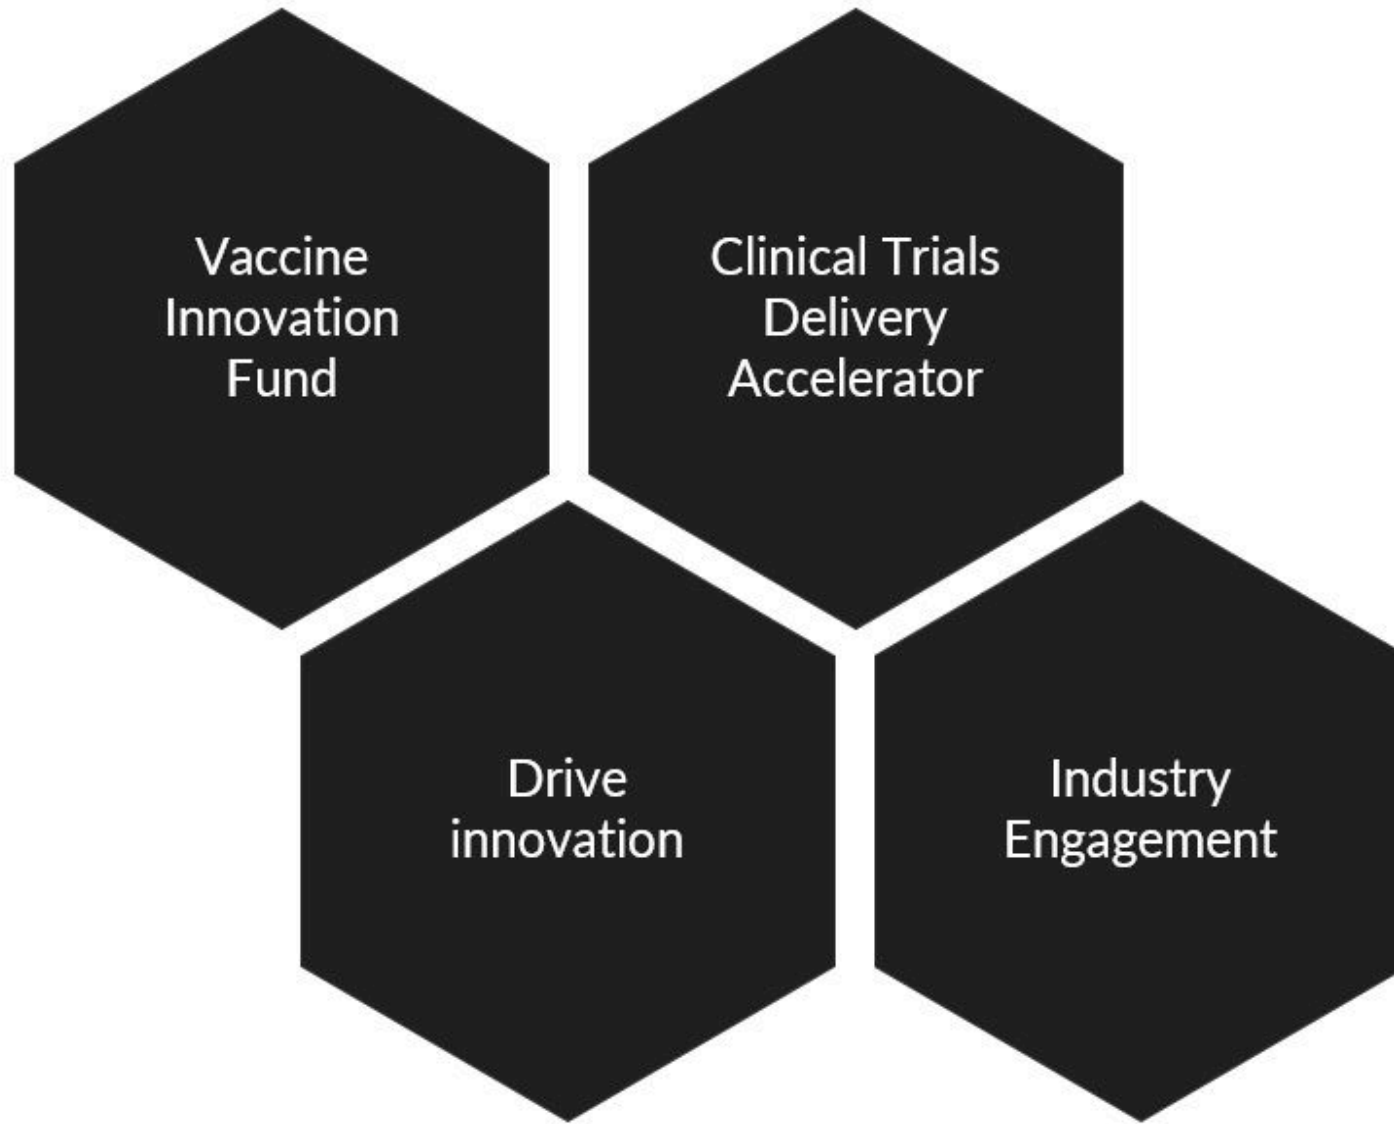 Vaccine
Innovation
Fund
Clinical Trials
Delivery
Accelerator
Drive
innovation
Industry
Engagement